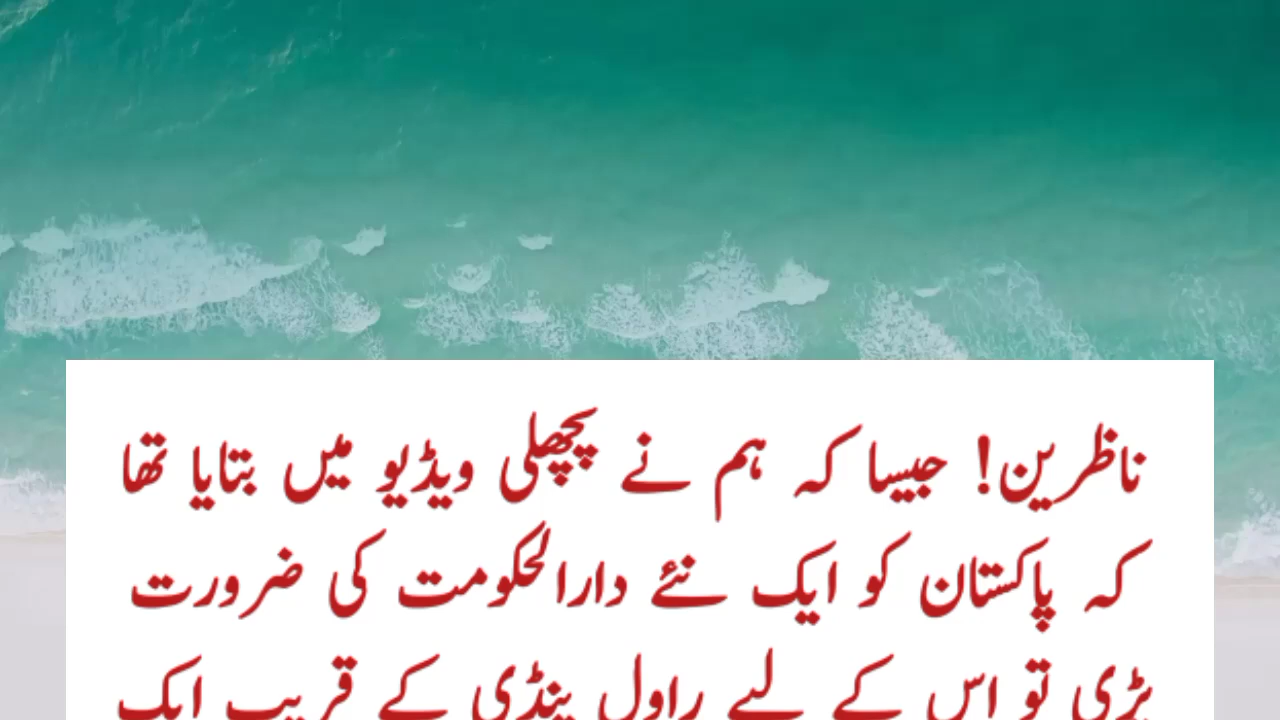 ناظرین! جیسا کہ ہم نے پچھلی ویڈیو میں بتایا تھا
کہ پاکستان کو ایک نئے دارالحکومت کی ضرورت
پڑی تو اس کے لیے راول پنڈی کے قریب ایک